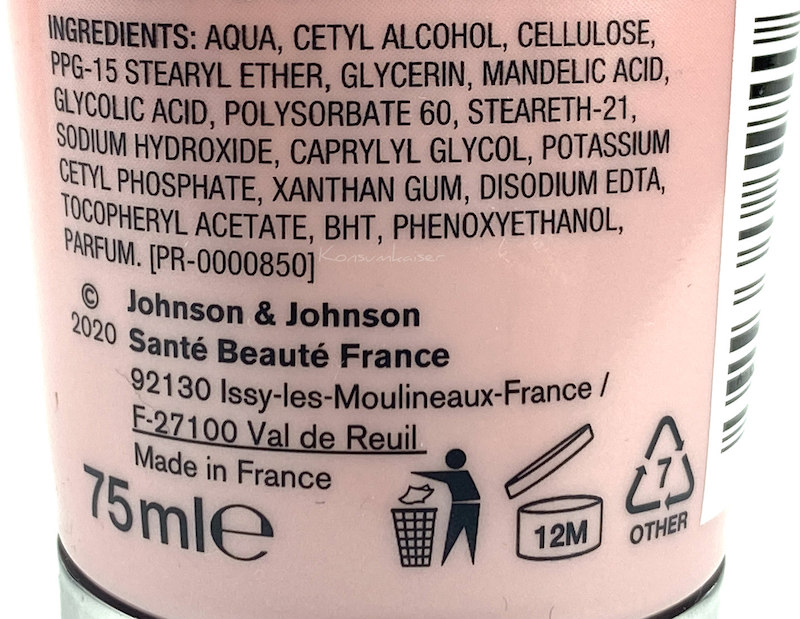 INGREDIENTS: AQUA, CETYL ALCOHOL, CELLULOSE,
PPG-15 STEARYL ETHER, GLYCERIN, MANDELIC ACID,
GLYCOLIC ACID, POLYSORBATE 60, STEARETH-21,
SODIUM HYDROXIDE, CAPRYLYL GLYCOL, POTASSIUM
CETYL PHOSPHATE, XANTHAN GUM, DISODIUM EDTA,
TOCOPHERYL ACETATE, BHT, PHENOXYETHANOL,
PARFUM. [PR-0000850]
Konsumkaiser
© 2020 Johnson & Johnson
Santé Beauté France
92130 Issy-les-Moulineaux-France /
F-27100 Val de Reuil
Made in France
75ml℮
12M
7
OTHER